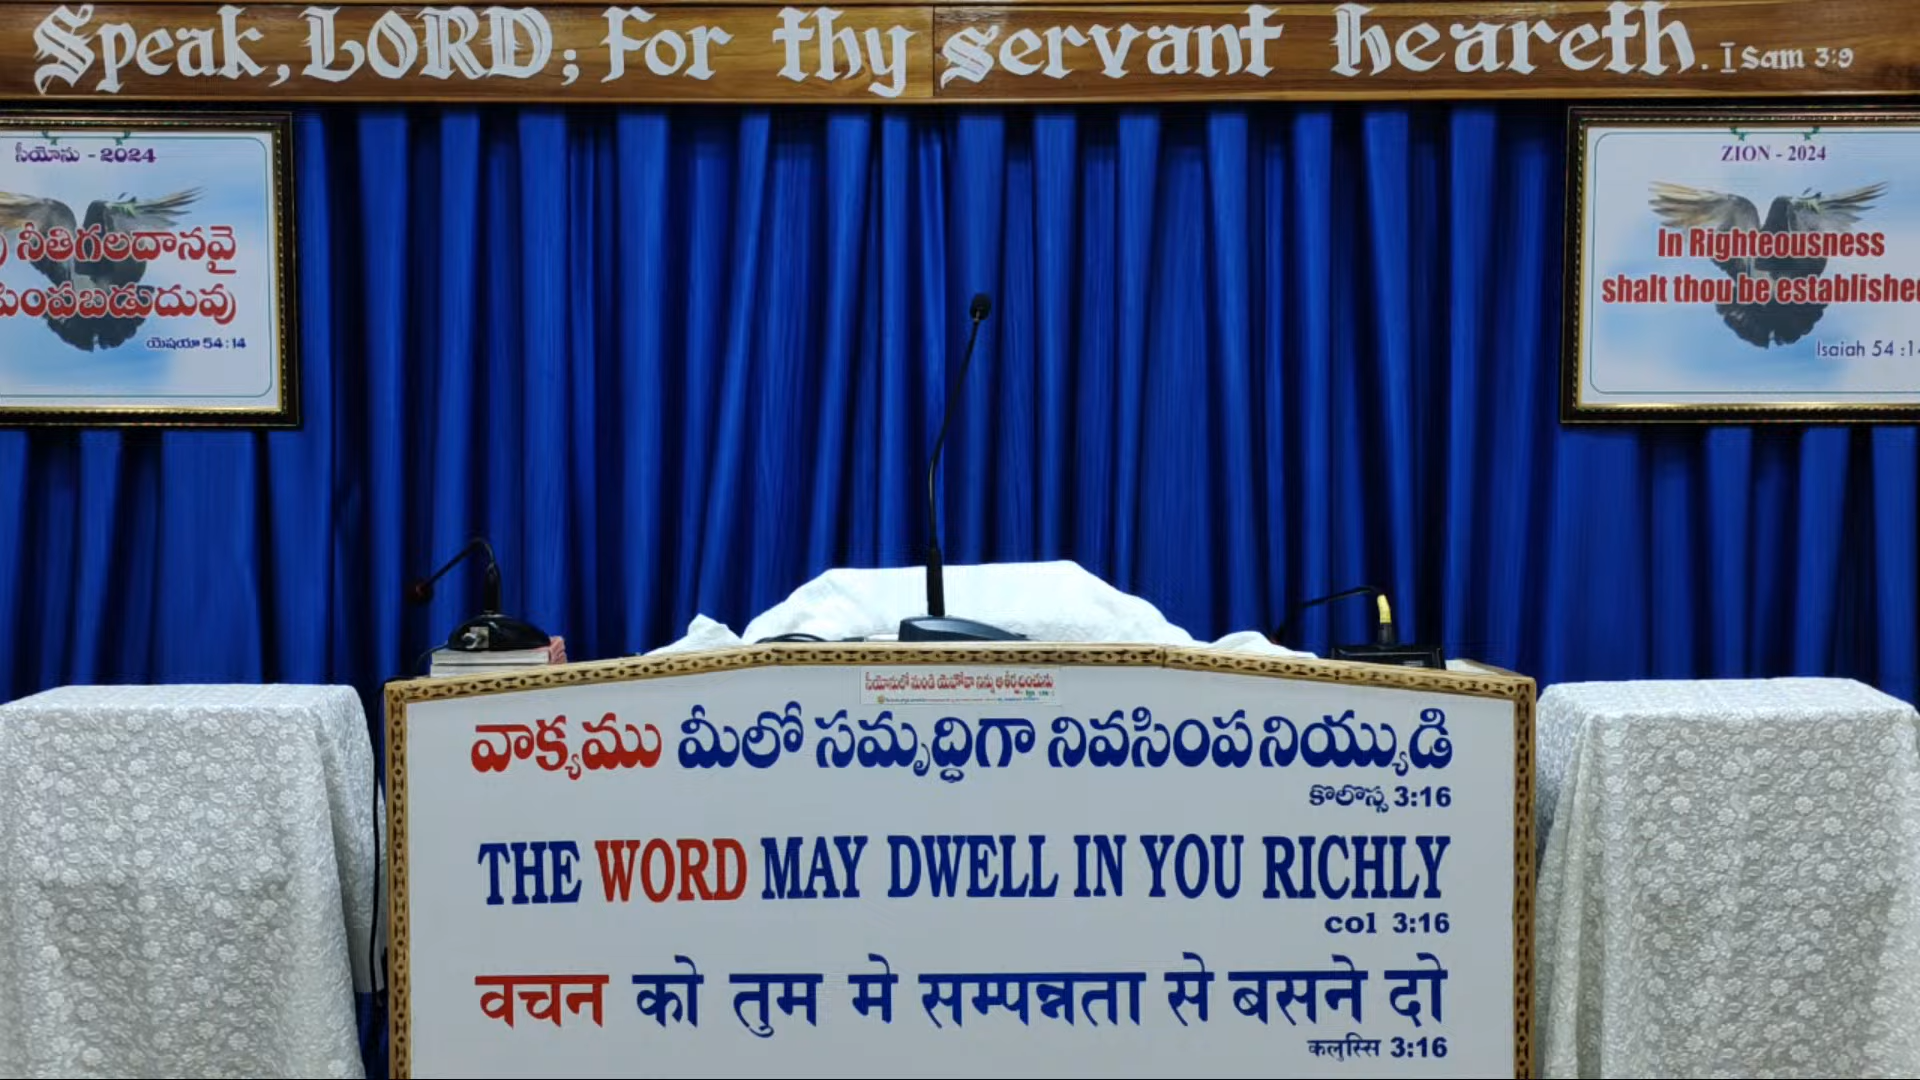 Speak, LORD; for thy servant heareth. I Sam 3:9
సీయోను - 2024
నీతిగలదానవై
యెషయా 54:14
ZION - 2024
In Righteousness
shalt thou be
Isaiah 54 :
సీయోనులో నుండి యెహోవా నిన్ను ఆశీర్వదించును
వాక్యము మీలో సమృద్ధిగా నివసింపనియ్యుడి
కొలొస్స 3:16
THE WORD MAY DWELL IN YOU RICHLY
col 3:16
वचन को तुम मे सम्पन्नता से बसने दो
कलुस्सि 3:16